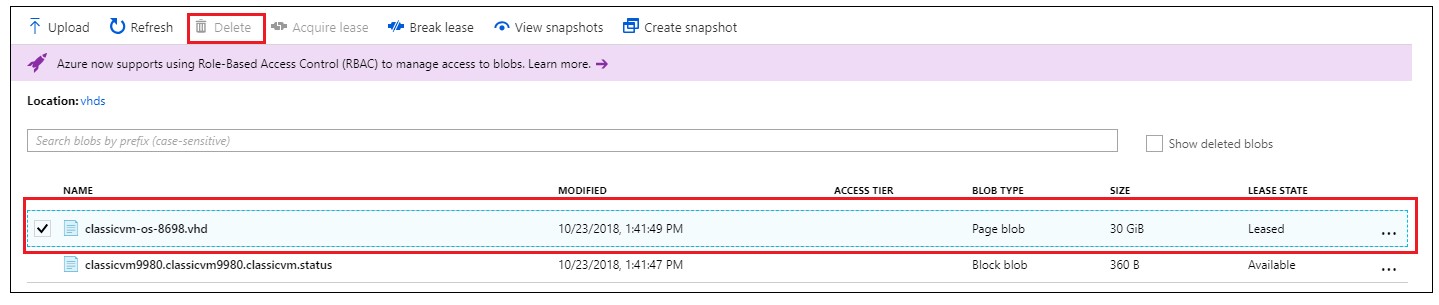 Upload Refresh Delete Acquire lease Break lease View snapshots Create snapshot
Azure now supports using Role-Based Access Control (RBAC) to manage access to blobs. Learn more. →
Location: vhds
Search blobs by prefix (case-sensitive) Show deleted blobs
NAME MODIFIED ACCESS TIER BLOB TYPE SIZE LEASE STATE
classicvm-os-8698.vhd 10/23/2018, 1:41:49 PM Page blob 30 GiB Leased ...
classicvm9980.classicvm9980.classicvm.status 10/23/2018, 1:41:47 PM Block blob 360 B Available ...